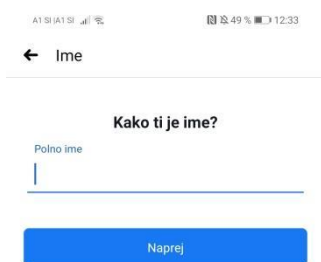 A1 SI |A1 SI 49 % 12:33
Ime
Kako ti je ime?
Polno ime
Naprej